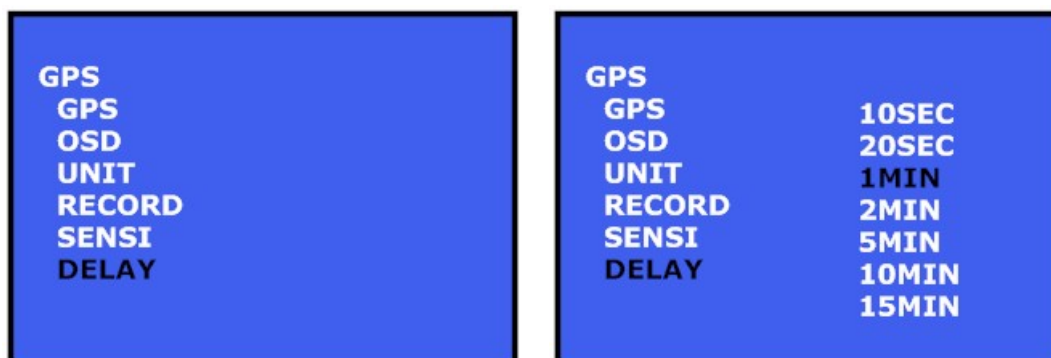 GPS
GPS
OSD
UNIT
RECORD
SENSI
DELAY
GPS
GPS
OSD
UNIT
RECORD
SENSI
DELAY
10SEC
20SEC
1MIN
2MIN
5MIN
10MIN
15MIN